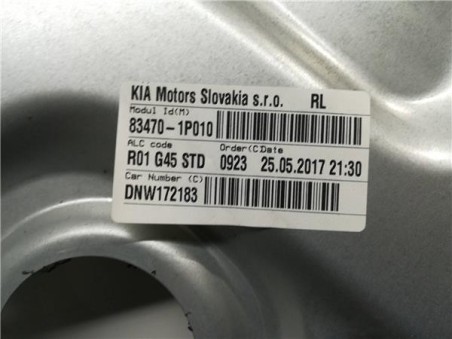 KIA Motors Slovakia s.r.o. RL
Modul Id(M)
83470-1P010
ALC code Order(C)Date
R01 G45 STD 0923 25.05.2017 21:30
Car Number (C)
DNW172183